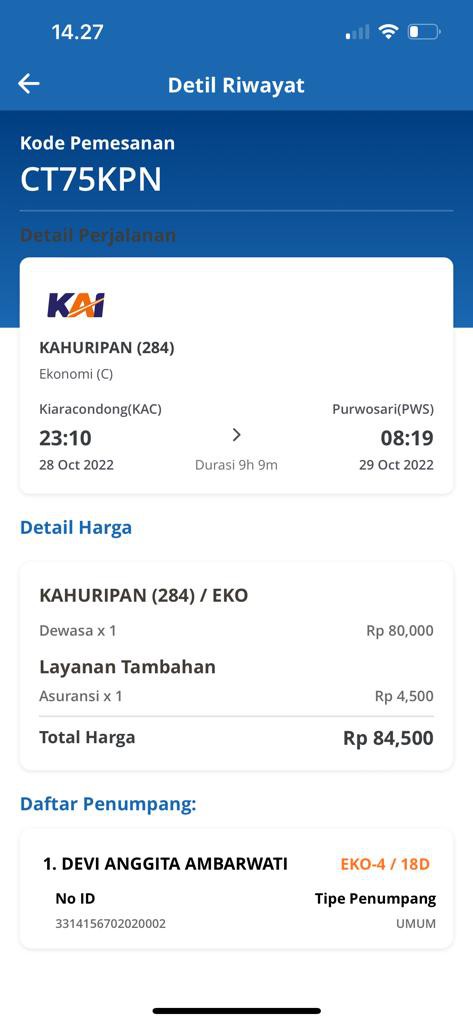 14.27
Detil Riwayat
Kode Pemesanan
CT75KPN
Detail Perjalanan
KAI
KAHURIPAN (284)
Ekonomi (C)
Kiaracondong(KAC) Purwosari(PWS)
23:10 > 08:19
28 Oct 2022 Durasi 9h 9m 29 Oct 2022
Detail Harga
KAHURIPAN (284) / EKO
Dewasa x 1 Rp 80,000
Layanan Tambahan
Asuransi x 1 Rp 4,500
Total Harga Rp 84,500
Daftar Penumpang:
1. DEVI ANGGITA AMBARWATI EKO-4 / 18D
No ID Tipe Penumpang
3314156702020002 UMUM